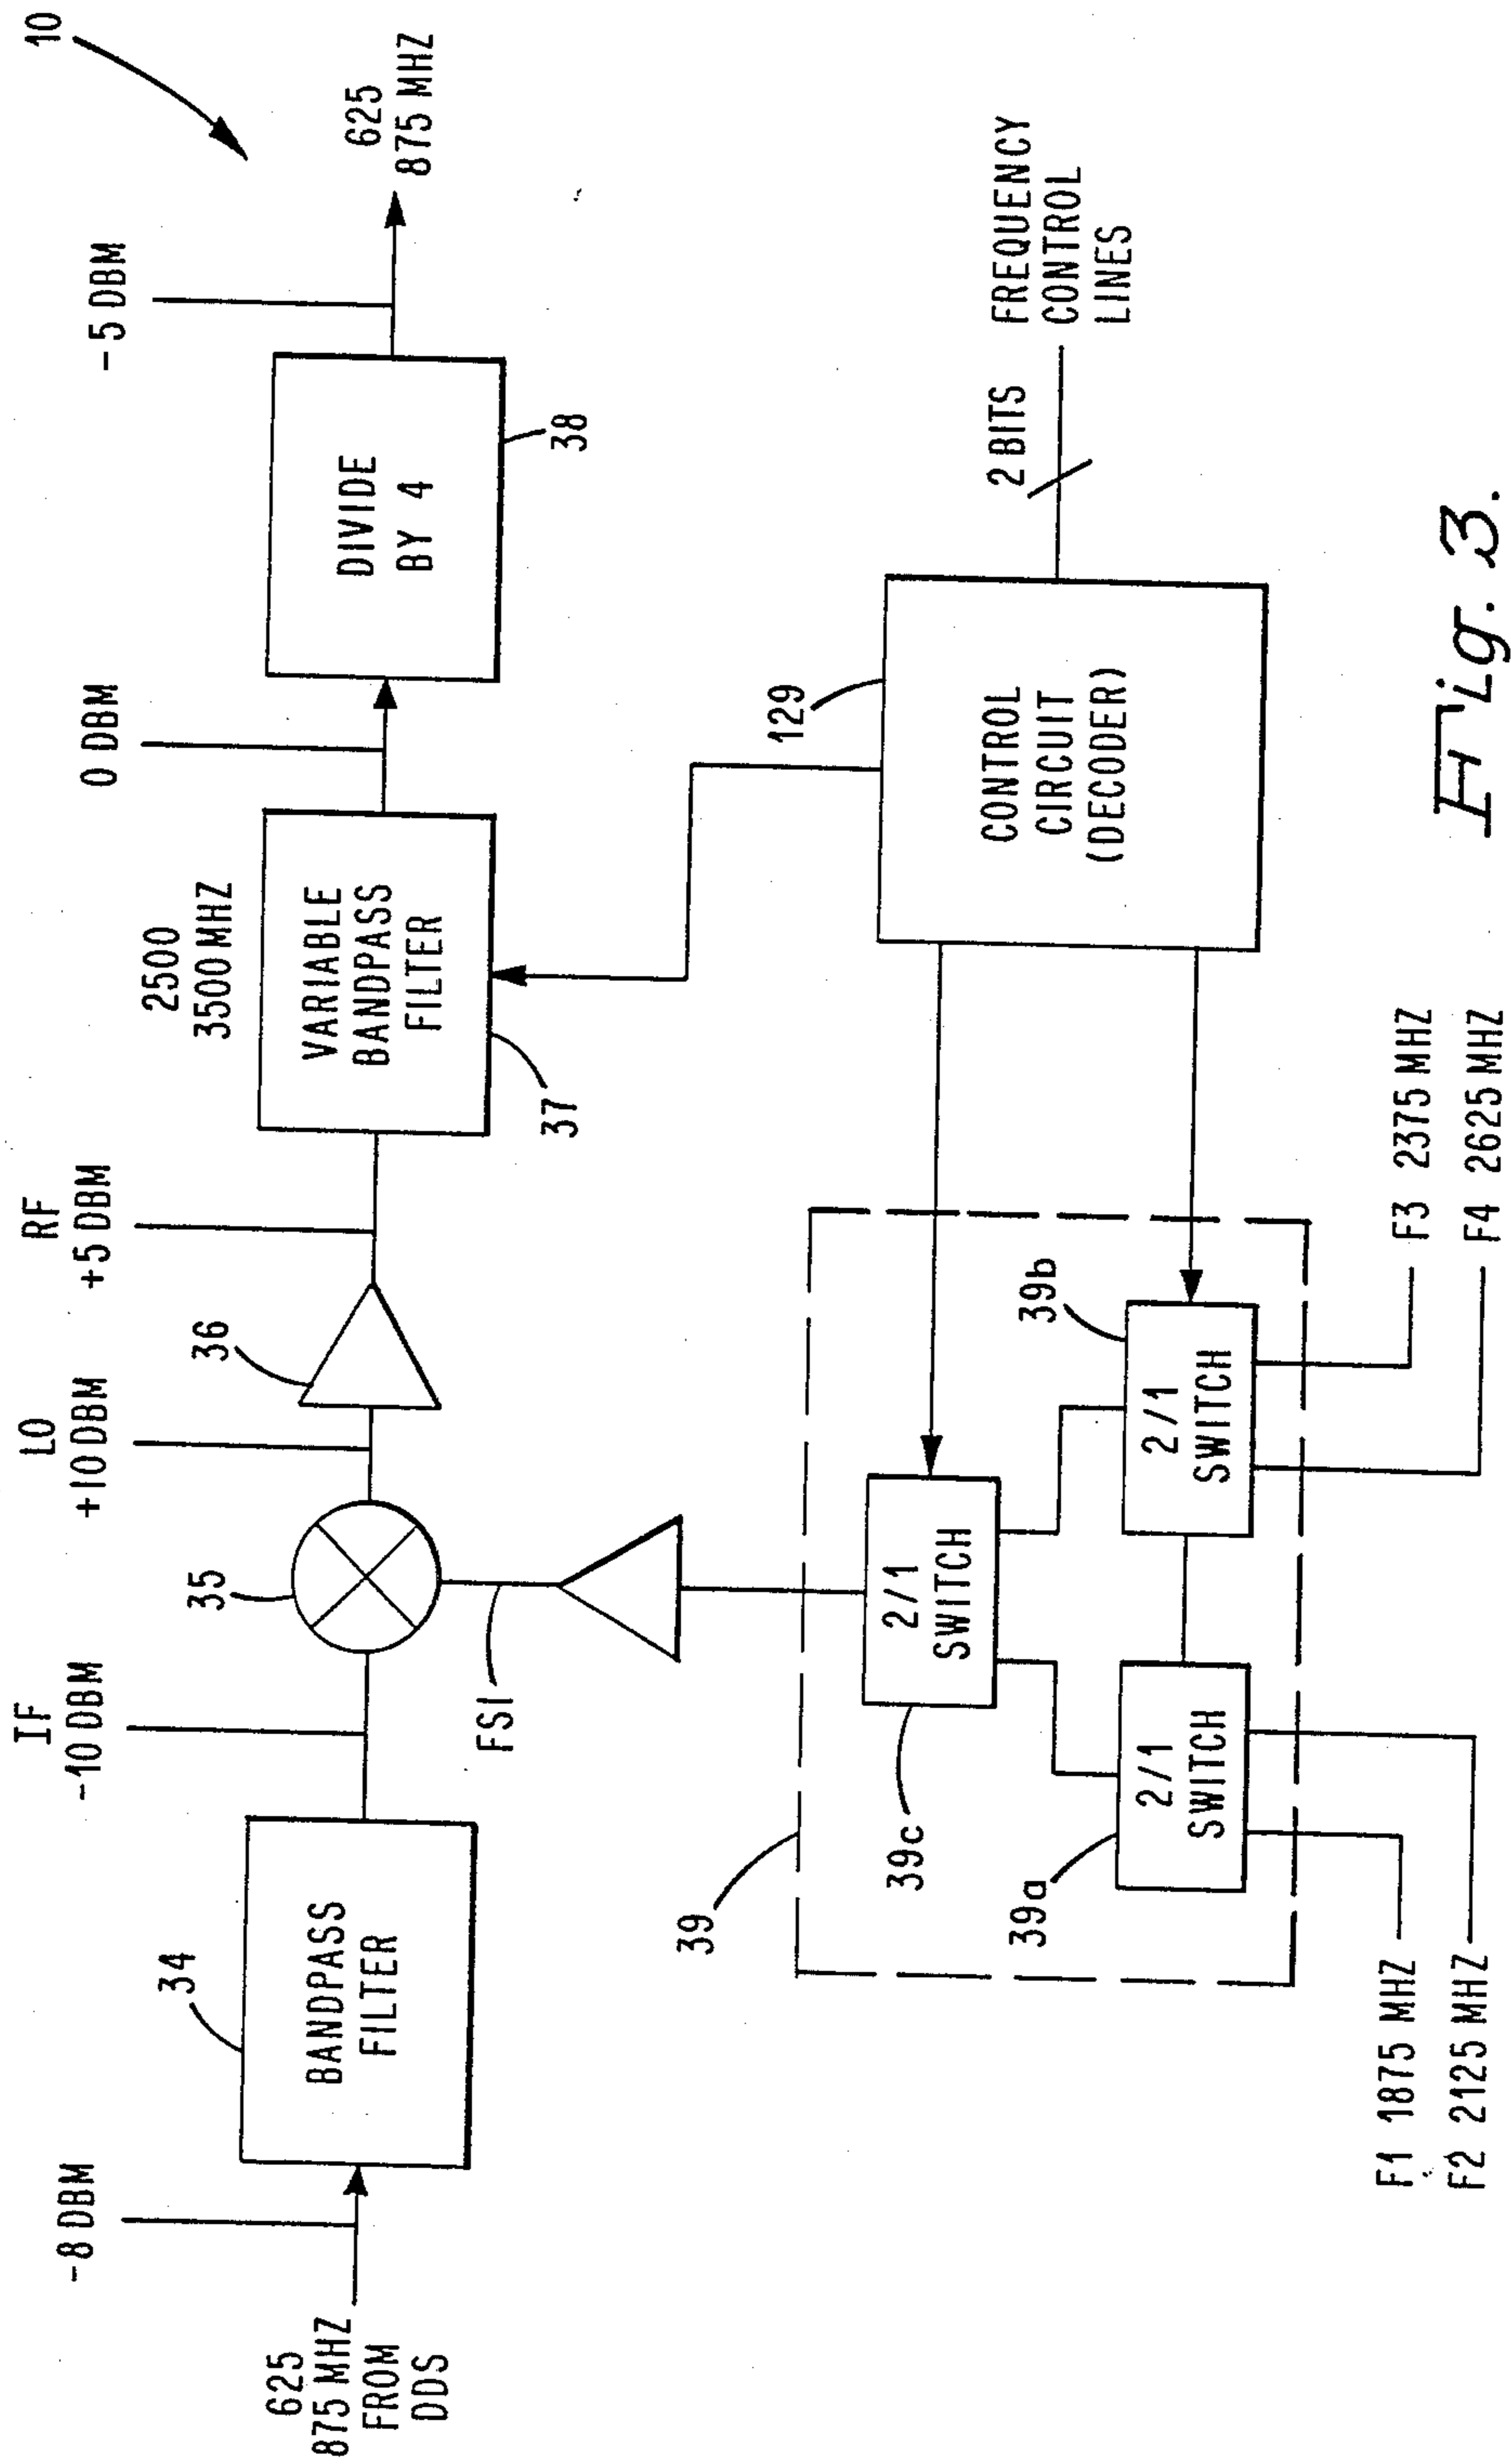 10
-8 DBM
IF
-10 DBM
LO
+10 DBM
RF
+5 DBM
0 DBM
-5 DBM
625
875 MHZ
FROM
DDS
34
BANDPASS
FILTER
35
36
2500
3500 MHZ
VARIABLE
BANDPASS
FILTER
37
DIVIDE
BY 4
38
625
875 MHZ
FS1
39
39c
2/1
SWITCH
39a
2/1
SWITCH
39b
2/1
SWITCH
129
CONTROL
CIRCUIT
(DECODER)
2 BITS
FREQUENCY
CONTROL
LINES
F1 1875 MHZ
F2 2125 MHZ
F3 2375 MHZ
F4 2625 MHZ
Fig. 3.